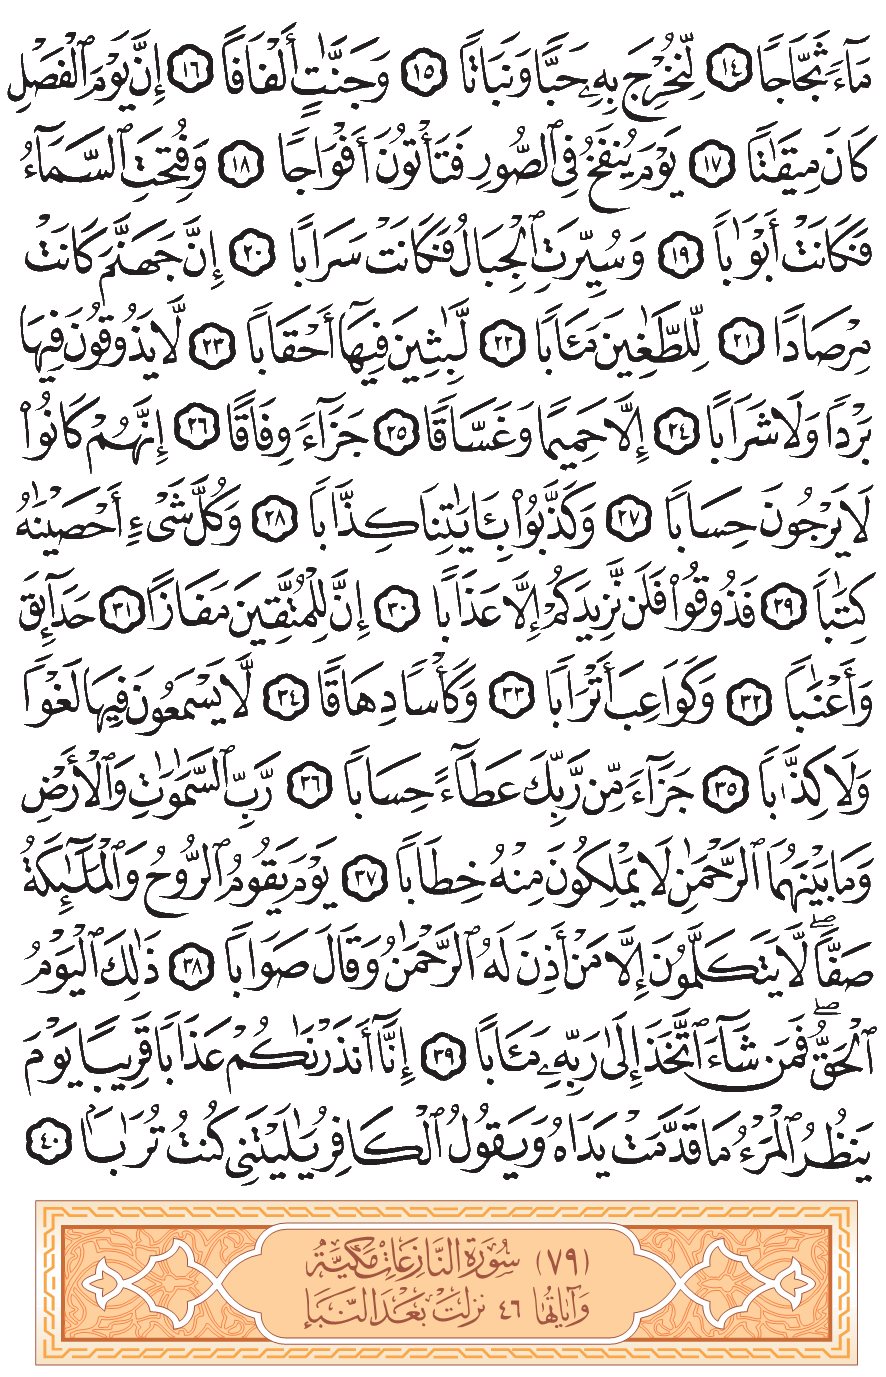 مَآءٗ ثَجَّاجٗا ١٤ لِّنُخۡرِجَ بِهِۦ حَبّٗا وَنَبَاتٗا ١٥ وَجَنَّٰتٍ أَلۡفَافًا ١٦ إِنَّ يَوۡمَ ٱلۡفَصۡلِ
كَانَ مِيقَٰتٗا ١٧ يَوۡمَ يُنفَخُ فِي ٱلصُّورِ فَتَأۡتُونَ أَفۡوَاجٗا ١٨ وَفُتِحَتِ ٱلسَّمَآءُ
فَكَانَتۡ أَبۡوَٰبٗا ١٩ وَسُيِّرَتِ ٱلۡجِبَالُ فَكَانَتۡ سَرَابًا ٢٠ إِنَّ جَهَنَّمَ كَانَتۡ
مِرۡصَادٗا ٢١ لِّلطَّٰغِينَ مَـَٔابٗا ٢٢ لَّٰبِثِينَ فِيهَآ أَحۡقَابٗا ٢٣ لَّا يَذُوقُونَ فِيهَا
بَرۡدٗا وَلَا شَرَابًا ٢٤ إِلَّا حَمِيمٗا وَغَسَّاقٗا ٢٥ جَزَآءٗ وِفَاقًا ٢٦ إِنَّهُمۡ كَانُواْ
لَا يَرۡجُونَ حِسَابٗا ٢٧ وَكَذَّبُواْ بِـَٔايَٰتِنَا كِذَّابٗا ٢٨ وَكُلَّ شَيۡءٍ أَحۡصَيۡنَٰهُ
كِتَٰبٗا ٢٩ فَذُوقُواْ فَلَن نَّزِيدَكُمۡ إِلَّا عَذَابًا ٣٠ إِنَّ لِلۡمُتَّقِينَ مَفَازًا ٣١ حَدَآئِقَ
وَأَعۡنَٰبٗا ٣٢ وَكَوَاعِبَ أَتۡرَابٗا ٣٣ وَكَأۡسٗا دِهَاقٗا ٣٤ لَّا يَسۡمَعُونَ فِيهَا لَغۡوٗا
وَلَا كِذَّٰبٗا ٣٥ جَزَآءٗ مِّن رَّبِّكَ عَطَآءً حِسَابٗا ٣٦ رَّبِّ ٱلسَّمَٰوَٰتِ وَٱلۡأَرۡضِ
وَمَا بَيۡنَهُمَا ٱلرَّحۡمَٰنِۖ لَا يَمۡلِكُونَ مِنۡهُ خِطَابٗا ٣٧ يَوۡمَ يَقُومُ ٱلرُّوحُ وَٱلۡمَلَٰٓئِكَةُ
صَفّٗاۖ لَّا يَتَكَلَّمُونَ إِلَّا مَنۡ أَذِنَ لَهُ ٱلرَّحۡمَٰنُ وَقَالَ صَوَابٗا ٣٨ ذَٰلِكَ ٱلۡيَوۡمُ
ٱلۡحَقُّۖ فَمَن شَآءَ ٱتَّخَذَ إِلَىٰ رَبِّهِۦ مَـَٔابًا ٣٩ إِنَّآ أَنذَرۡنَٰكُمۡ عَذَابٗا قَرِيبٗا يَوۡمَ
يَنظُرُ ٱلۡمَرۡءُ مَا قَدَّمَتۡ يَدَاهُ وَيَقُولُ ٱلۡكَافِرُ يَٰلَيۡتَنِي كُنتُ تُرَٰبَۢا ٤٠
(٧٩) سُورَة النَّازِعَات مَكِيَّة
وَآيَاتُهَا ٤٦ نَزَلَت بَعْدَ النَّبَإِ